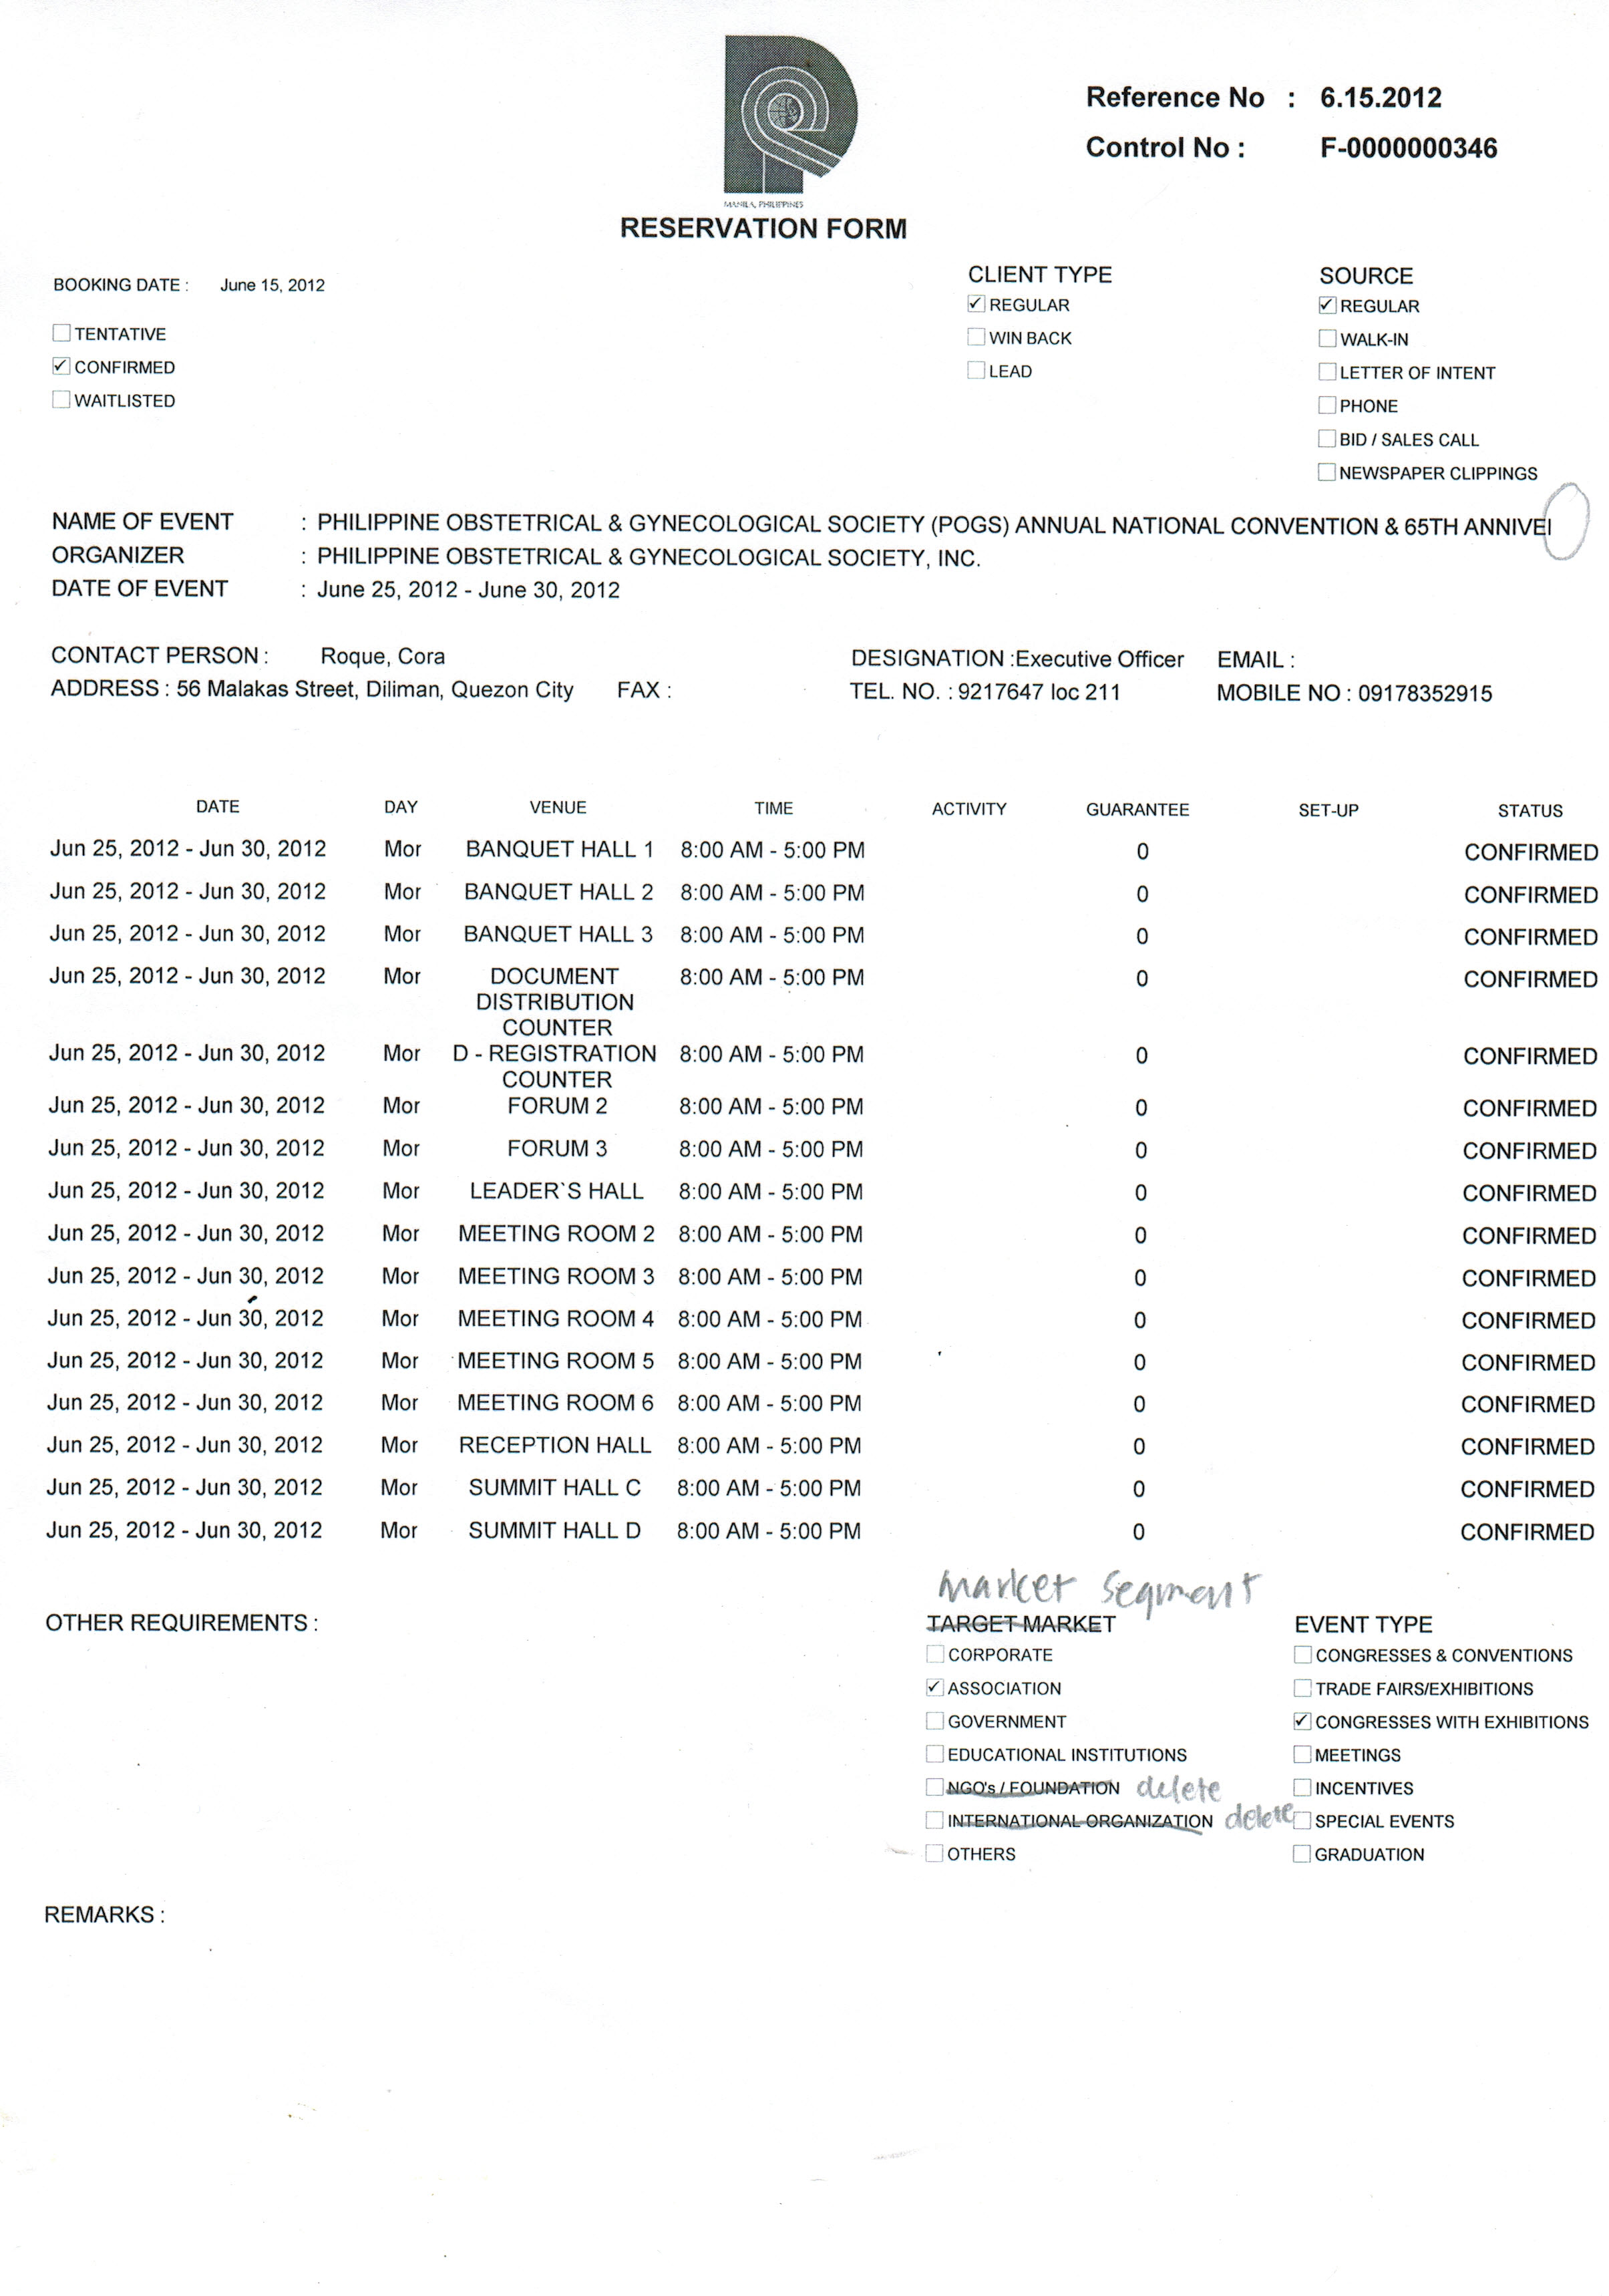 MANILA, PHILIPPINES
RESERVATION FORM
Reference No : 6.15.2012
Control No : F-0000000346
BOOKING DATE : June 15, 2012
TENTATIVE
CONFIRMED
WAITLISTED
CLIENT TYPE
REGULAR
WIN BACK
LEAD
SOURCE
REGULAR
WALK-IN
LETTER OF INTENT
PHONE
BID / SALES CALL
NEWSPAPER CLIPPINGS
NAME OF EVENT : PHILIPPINE OBSTETRICAL & GYNECOLOGICAL SOCIETY (POGS) ANNUAL NATIONAL CONVENTION & 65TH ANNIVEI
ORGANIZER : PHILIPPINE OBSTETRICAL & GYNECOLOGICAL SOCIETY, INC.
DATE OF EVENT : June 25, 2012 - June 30, 2012
CONTACT PERSON : Roque, Cora DESIGNATION :Executive Officer EMAIL :
ADDRESS : 56 Malakas Street, Diliman, Quezon City FAX : TEL. NO. : 9217647 loc 211 MOBILE NO : 09178352915
DATE DAY VENUE TIME ACTIVITY GUARANTEE SET-UP STATUS
Jun 25, 2012 - Jun 30, 2012 Mor BANQUET HALL 1 8:00 AM - 5:00 PM 0 CONFIRMED
Jun 25, 2012 - Jun 30, 2012 Mor BANQUET HALL 2 8:00 AM - 5:00 PM 0 CONFIRMED
Jun 25, 2012 - Jun 30, 2012 Mor BANQUET HALL 3 8:00 AM - 5:00 PM 0 CONFIRMED
Jun 25, 2012 - Jun 30, 2012 Mor DOCUMENT 8:00 AM - 5:00 PM 0 CONFIRMED
DISTRIBUTION
COUNTER
Jun 25, 2012 - Jun 30, 2012 Mor D - REGISTRATION 8:00 AM - 5:00 PM 0 CONFIRMED
COUNTER
Jun 25, 2012 - Jun 30, 2012 Mor FORUM 2 8:00 AM - 5:00 PM 0 CONFIRMED
Jun 25, 2012 - Jun 30, 2012 Mor FORUM 3 8:00 AM - 5:00 PM 0 CONFIRMED
Jun 25, 2012 - Jun 30, 2012 Mor LEADER`S HALL 8:00 AM - 5:00 PM 0 CONFIRMED
Jun 25, 2012 - Jun 30, 2012 Mor MEETING ROOM 2 8:00 AM - 5:00 PM 0 CONFIRMED
Jun 25, 2012 - Jun 30, 2012 Mor MEETING ROOM 3 8:00 AM - 5:00 PM 0 CONFIRMED
Jun 25, 2012 - Jun 30, 2012 Mor MEETING ROOM 4 8:00 AM - 5:00 PM 0 CONFIRMED
Jun 25, 2012 - Jun 30, 2012 Mor MEETING ROOM 5 8:00 AM - 5:00 PM 0 CONFIRMED
Jun 25, 2012 - Jun 30, 2012 Mor MEETING ROOM 6 8:00 AM - 5:00 PM 0 CONFIRMED
Jun 25, 2012 - Jun 30, 2012 Mor RECEPTION HALL 8:00 AM - 5:00 PM 0 CONFIRMED
Jun 25, 2012 - Jun 30, 2012 Mor SUMMIT HALL C 8:00 AM - 5:00 PM 0 CONFIRMED
Jun 25, 2012 - Jun 30, 2012 Mor SUMMIT HALL D 8:00 AM - 5:00 PM 0 CONFIRMED
OTHER REQUIREMENTS :
market segment
TARGET MARKET
CORPORATE
ASSOCIATION
GOVERNMENT
EDUCATIONAL INSTITUTIONS
NGO's / FOUNDATION delete
INTERNATIONAL ORGANIZATION delete
OTHERS
EVENT TYPE
CONGRESSES & CONVENTIONS
TRADE FAIRS/EXHIBITIONS
CONGRESSES WITH EXHIBITIONS
MEETINGS
INCENTIVES
SPECIAL EVENTS
GRADUATION
REMARKS :